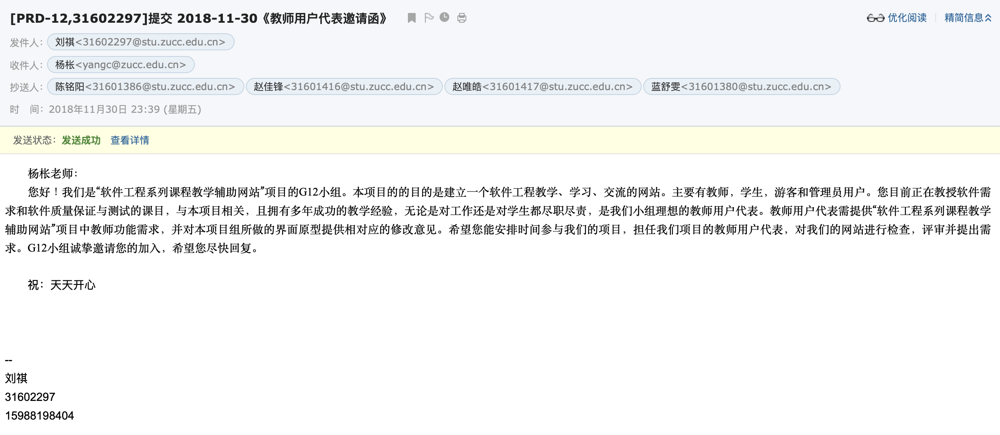 [PRD-12,31602297]提交 2018-11-30《教师用户代表邀请函》
优化阅读 | 精简信息
发件人：刘祺<31602297@stu.zucc.edu.cn>
收件人：杨枨<yangc@zucc.edu.cn>
抄送人：陈铭阳<31601386@stu.zucc.edu.cn> 赵佳锋<31601416@stu.zucc.edu.cn> 赵唯皓<31601417@stu.zucc.edu.cn> 蓝舒雯<31601380@stu.zucc.edu.cn>
时 间：2018年11月30日 23:39 (星期五)
发送状态：发送成功 查看详情
杨枨老师：
您好！我们是“软件工程系列课程教学辅助网站”项目的G12小组。本项目的的目的是建立一个软件工程教学、学习、交流的网站。主要有教师，学生，游客和管理员用户。您目前正在教授软件需
求和软件质量保证与测试的课目，与本项目相关，且拥有多年成功的教学经验，无论是对工作还是对学生都尽职尽责，是我们小组理想的教师用户代表。教师用户代表需提供“软件工程系列课程教学
辅助网站”项目中教师功能需求，并对本项目组所做的界面原型提供相对应的修改意见。希望您能安排时间参与我们的项目，担任我们项目的教师用户代表，对我们的网站进行检查，评审并提出需
求。G12小组诚挚邀请您的加入，希望您尽快回复。
祝：天天开心
--
刘祺
31602297
15988198404